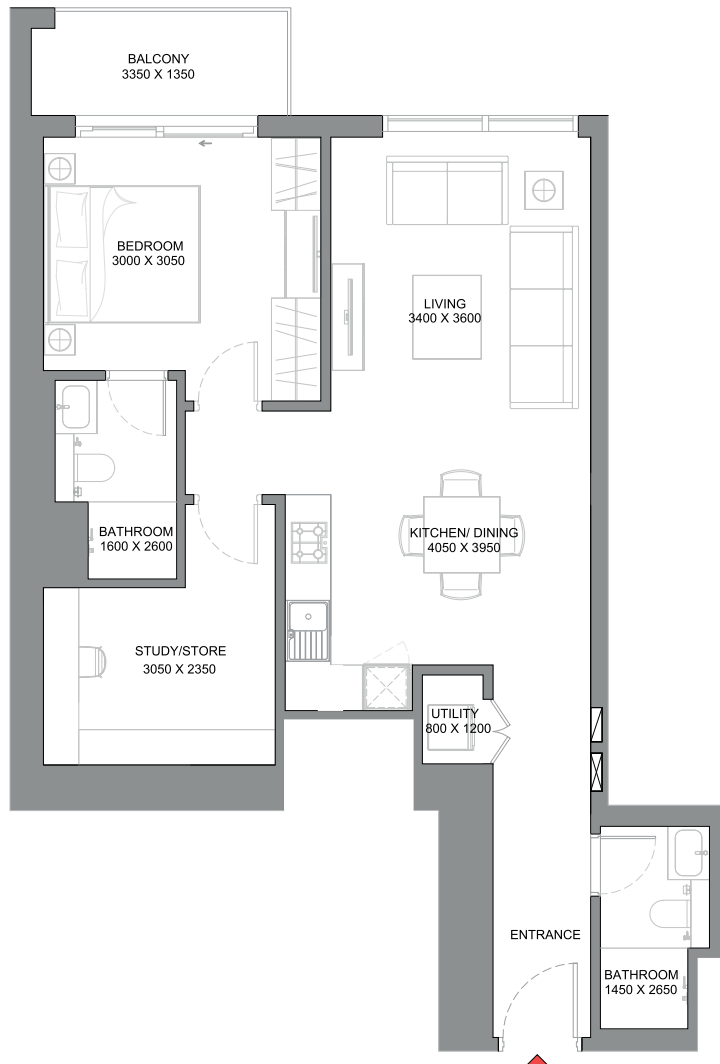 BALCONY
3350 X 1350
BEDROOM
3000 X 3050
LIVING
3400 X 3600
BATHROOM
1600 X 2600
KITCHEN/ DINING
4050 X 3950
STUDY/STORE
3050 X 2350
UTILITY
800 X 1200
ENTRANCE
BATHROOM
1450 X 2650